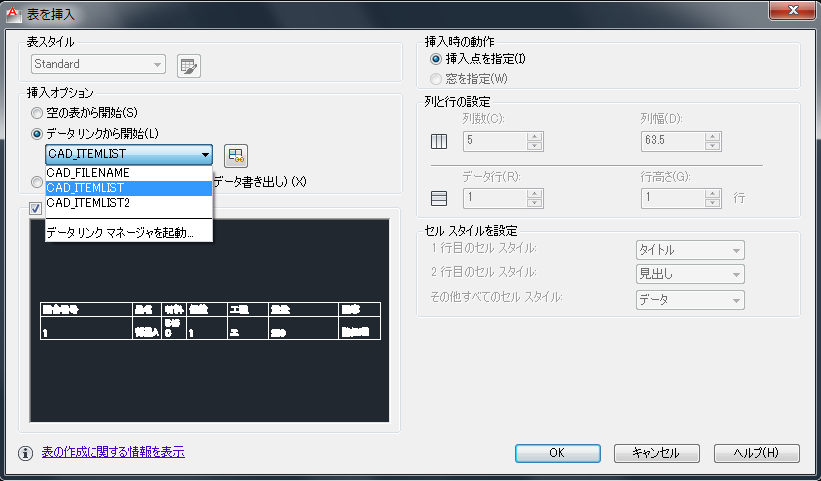 表を挿入
表スタイル
Standard
挿入オプション
空の表から開始(S)
データ リンクから開始(L)
CAD_ITEMLIST
CAD_FILENAME
CAD_ITEMLIST
CAD_ITEMLIST2
データ リンク マネージャを起動...
データ書き出し) (X)
1
1
表の作成に関する情報を表示
挿入時の動作
挿入点を指定(I)
窓を指定(W)
列と行の設定
列数(C):
列幅(D):
5
63.5
データ行(R):
行高さ(G):
1
1
行
セル スタイルを設定
1 行目のセル スタイル:
タイトル
2 行目のセル スタイル:
見出し
その他すべてのセル スタイル:
データ
OK
キャンセル
ヘルプ(H)